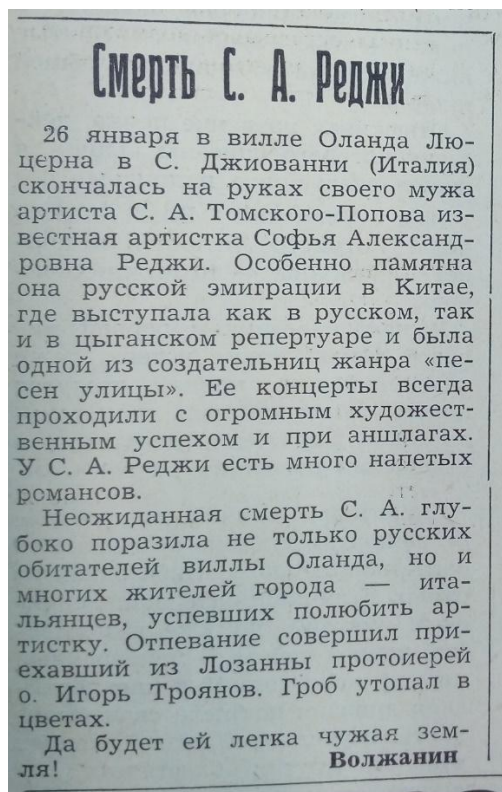 Смерть С. А. Реджи
26 января в вилле Оланда Лю-
церна в С. Джиованни (Италия)
скончалась на руках своего мужа
артиста С. А. Томского-Попова из-
вестная артистка Софья Александ-
ровна Реджи. Особенно памятна
она русской эмиграции в Китае,
где выступала как в русском, так
и в цыганском репертуаре и была
одной из создательниц жанра «пе-
сен улицы». Ее концерты всегда
проходили с огромным художест-
венным успехом и при аншлагах.
У С. А. Реджи есть много напетых
романсов.
Неожиданная смерть С. А. глу-
боко поразила не только русских
обитателей виллы Оланда, но и
многих жителей города — ита-
льянцев, успевших полюбить ар-
тистку. Отпевание совершил при-
ехавший из Лозанны протоиерей
о. Игорь Троянов. Гроб утопал в
цветах.
Да будет ей легка чужая зем-
ля! Волжанин